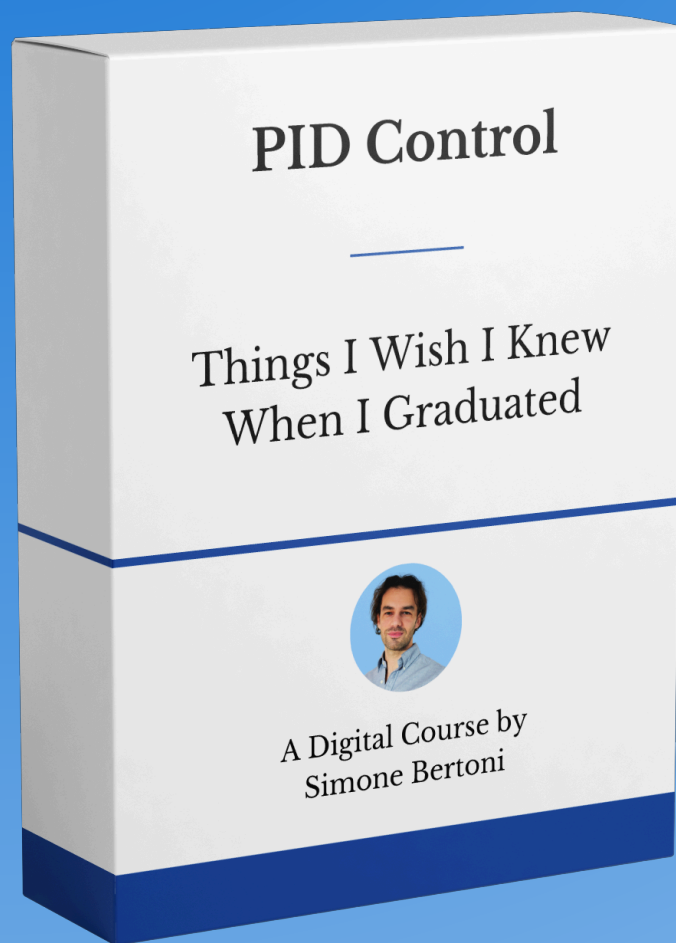 PID Control
Things I Wish I Knew
When I Graduated
A Digital Course by
Simone Bertoni